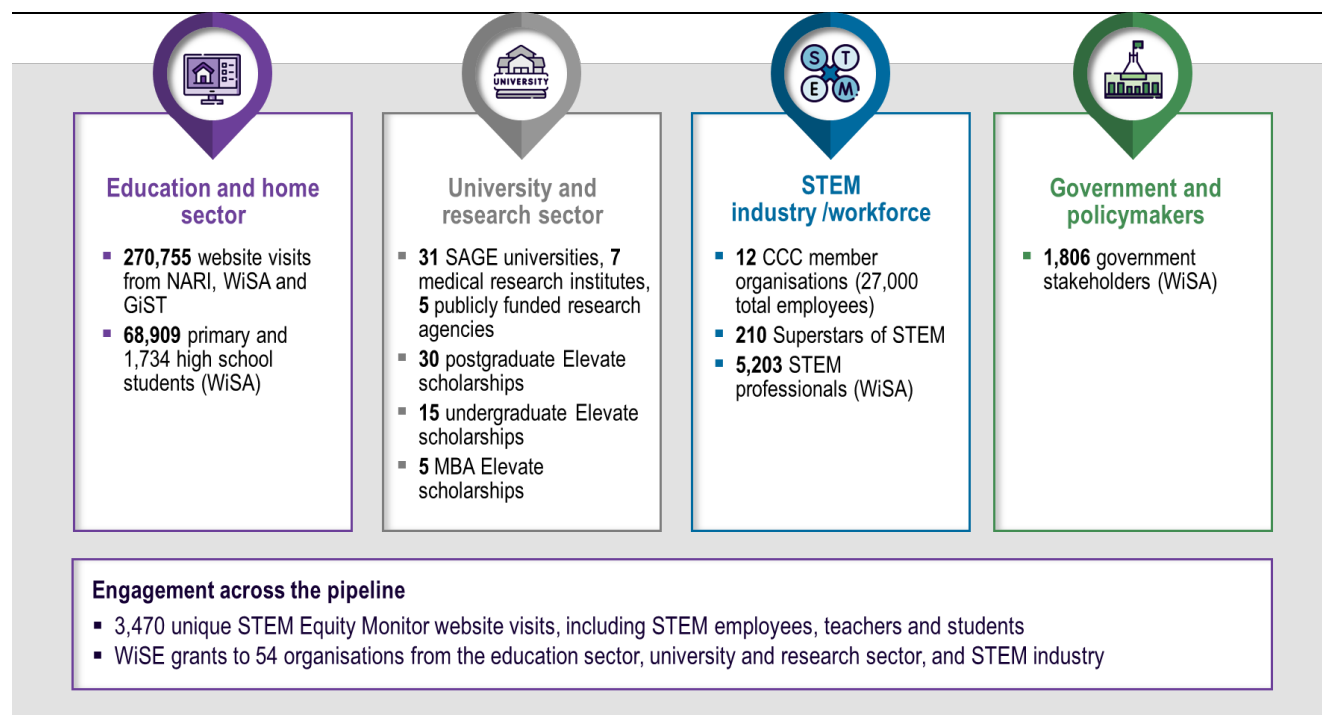 UNIVERSITY
S T
E M
Education and home
sector
▪ 270,755 website visits
from NARI, WiSA and
GiST
▪ 68,909 primary and
1,734 high school
students (WiSA)
University and
research sector
▪ 31 SAGE universities, 7
medical research institutes,
5 publicly funded research
agencies
▪ 30 postgraduate Elevate
scholarships
▪ 15 undergraduate Elevate
scholarships
▪ 5 MBA Elevate
scholarships
STEM
industry /workforce
▪ 12 CCC member
organisations (27,000
total employees)
▪ 210 Superstars of STEM
▪ 5,203 STEM
professionals (WiSA)
Government and
policymakers
▪ 1,806 government
stakeholders (WiSA)
Engagement across the pipeline
▪ 3,470 unique STEM Equity Monitor website visits, including STEM employees, teachers and students
▪ WiSE grants to 54 organisations from the education sector, university and research sector, and STEM industry